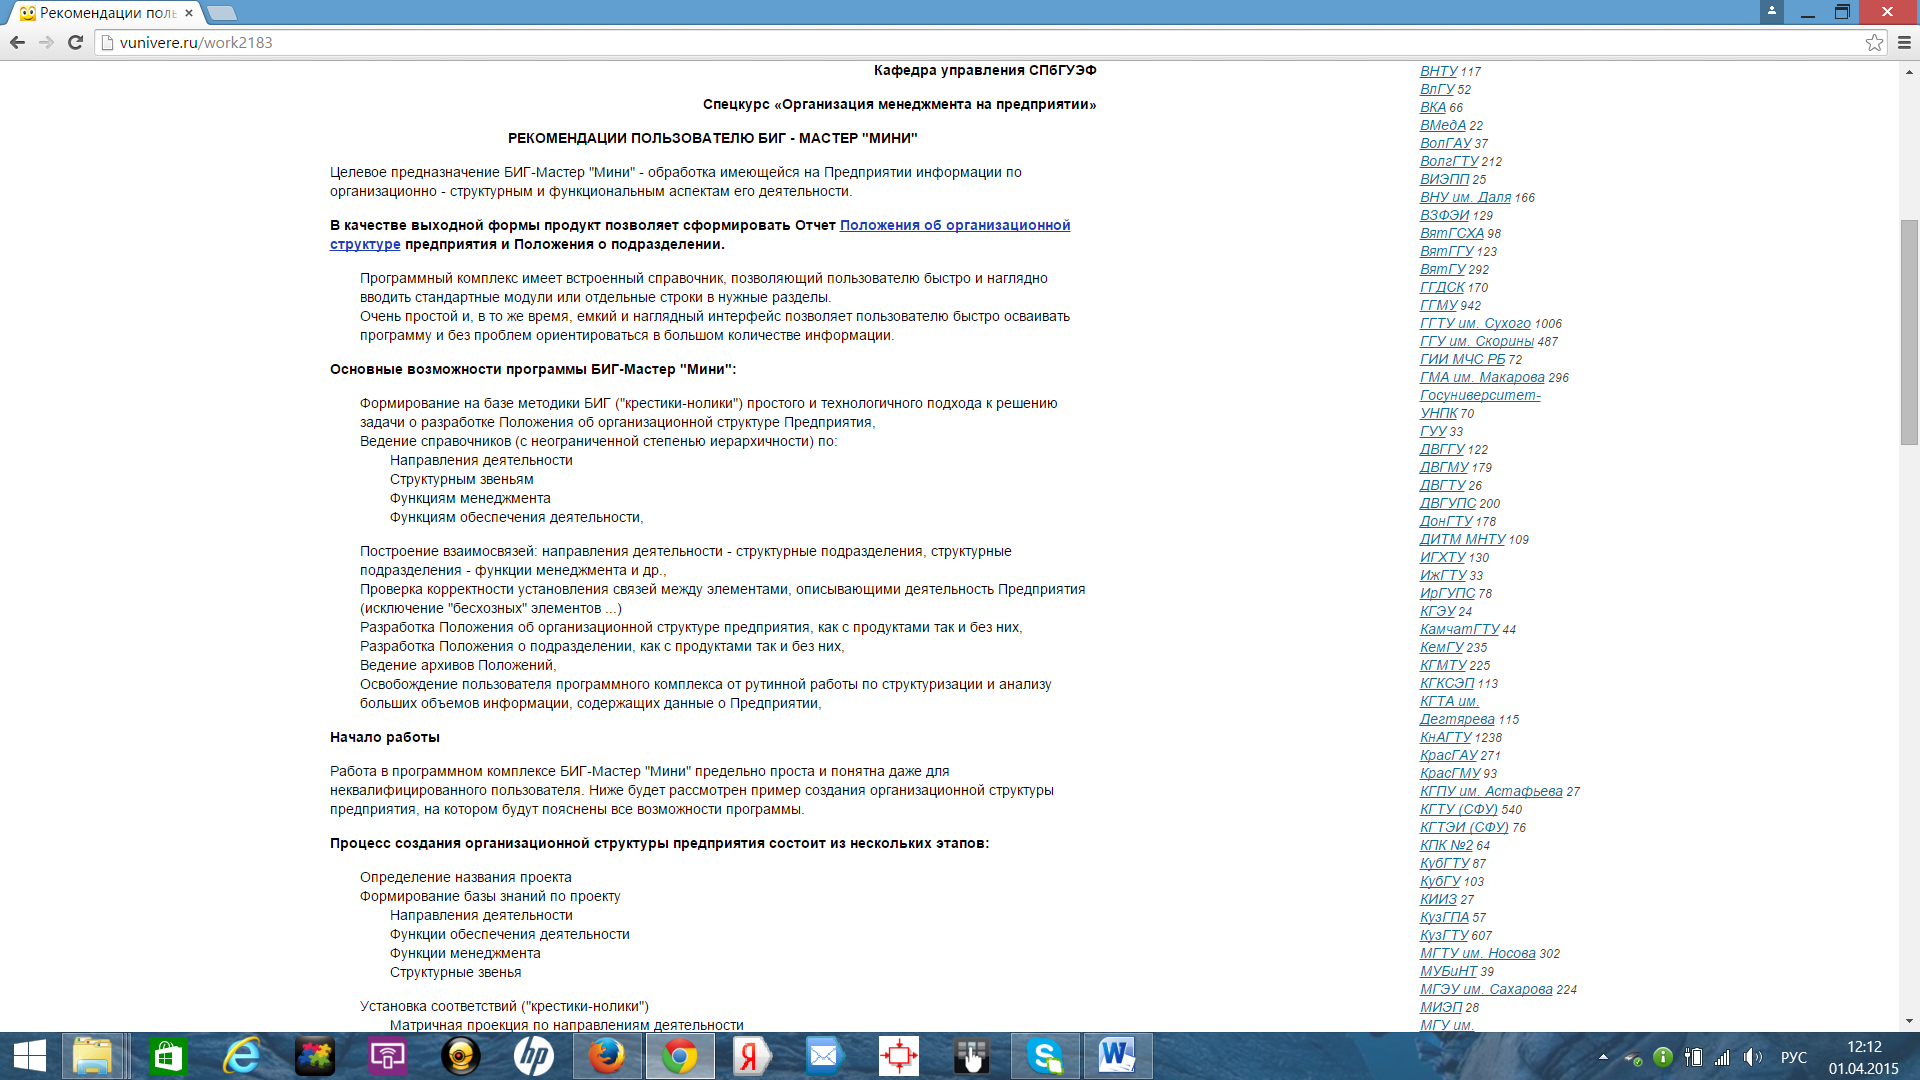 Рекомендации поль
vunivere.ru/work2183
Кафедра управления СПбГУЭФ
Спецкурс «Организация менеджмента на предприятии»
РЕКОМЕНДАЦИИ ПОЛЬЗОВАТЕЛЮ БИГ - МАСТЕР "МИНИ"
Целевое предназначение БИГ-Мастер "Мини" - обработка имеющейся на Предприятии информации по
организационно - структурным и функциональным аспектам его деятельности.
В качестве выходной формы продукт позволяет сформировать Отчет Положения об организационной
структуре предприятия и Положения о подразделении.
Программный комплекс имеет встроенный справочник, позволяющий пользователю быстро и наглядно
вводить стандартные модули или отдельные строки в нужные разделы.
Очень простой и, в то же время, емкий и наглядный интерфейс позволяет пользователю быстро осваивать
программу и без проблем ориентироваться в большом количестве информации.
Основные возможности программы БИГ-Мастер "Мини":
Формирование на базе методики БИГ ("крестики-нолики") простого и технологичного подхода к решению
задачи о разработке Положения об организационной структуре Предприятия,
Ведение справочников (с неограниченной степенью иерархичности) по:
Направления деятельности
Структурным звеньям
Функциям менеджмента
Функциям обеспечения деятельности,
Построение взаимосвязей: направления деятельности - структурные подразделения, структурные
подразделения - функции менеджмента и др.,
Проверка корректности установления связей между элементами, описывающими деятельность Предприятия
(исключение "бесхозных" элементов ...)
Разработка Положения об организационной структуре предприятия, как с продуктами так и без них,
Разработка Положения о подразделении, как с продуктами так и без них,
Ведение архивов Положений,
Освобождение пользователя программного комплекса от рутинной работы по структуризации и анализу
больших объемов информации, содержащих данные о Предприятии,
Начало работы
Работа в программном комплексе БИГ-Мастер "Мини" предельно проста и понятна даже для
неквалифицированного пользователя. Ниже будет рассмотрен пример создания организационной структуры
предприятия, на котором будут пояснены все возможности программы.
Процесс создания организационной структуры предприятия состоит из нескольких этапов:
Определение названия проекта
Формирование базы знаний по проекту
Направления деятельности
Функции обеспечения деятельности
Функции менеджмента
Структурные звенья
Установка соответствий ("крестики-нолики")
Матричная проекция по направлениям деятельности
ВНТУ 117
ВлГУ 52
ВКА 66
ВМедА 22
ВолГАУ 37
ВолгГТУ 212
ВИЭПП 25
ВНУ им. Даля 166
ВЗФЭИ 129
ВятГСХА 98
ВятГГУ 123
ВятГУ 292
ГГДСК 170
ГГМУ 942
ГГТУ им. Сухого 1006
ГГУ им. Скорины 487
ГИИ МЧС РБ 72
ГМА им. Макарова 296
Госуниверситет-
УНПК 70
ГУУ 33
ДВГГУ 122
ДВГМУ 179
ДВГТУ 26
ДВГУПС 200
ДонГТУ 178
ДИТМ МНТУ 109
ИГХТУ 130
ИжГТУ 33
ИрГУПС 78
КГЭУ 24
КамчатГТУ 44
КемГУ 235
КГМТУ 225
КГКСЭП 113
КГТА им.
Дегтярева 115
КнАГТУ 1238
КрасГАУ 271
КрасГМУ 93
КГПУ им. Астафьева 27
КГТУ (СФУ) 540
КГТЭИ (СФУ) 76
КПК №2 64
КубГТУ 87
КубГУ 103
КИИЗ 27
КузГПА 57
КузГТУ 607
МГТУ им. Носова 302
МУБиНТ 39
МГЭУ им. Сахарова 224
МИЭП 28
МГУ им.
hp
Я
РУС
12:12
01.04.2015